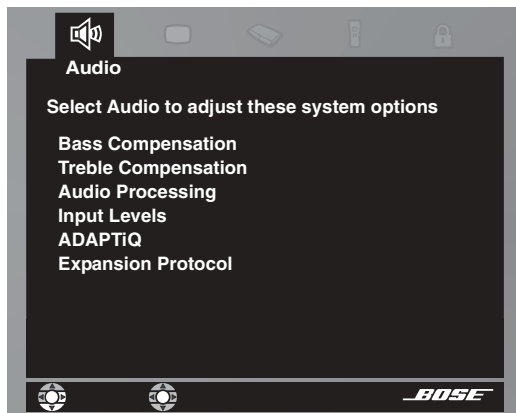 Audio
Select Audio to adjust these system options
Bass Compensation
Treble Compensation
Audio Processing
Input Levels
ADAPTiQ
Expansion Protocol
BOSE